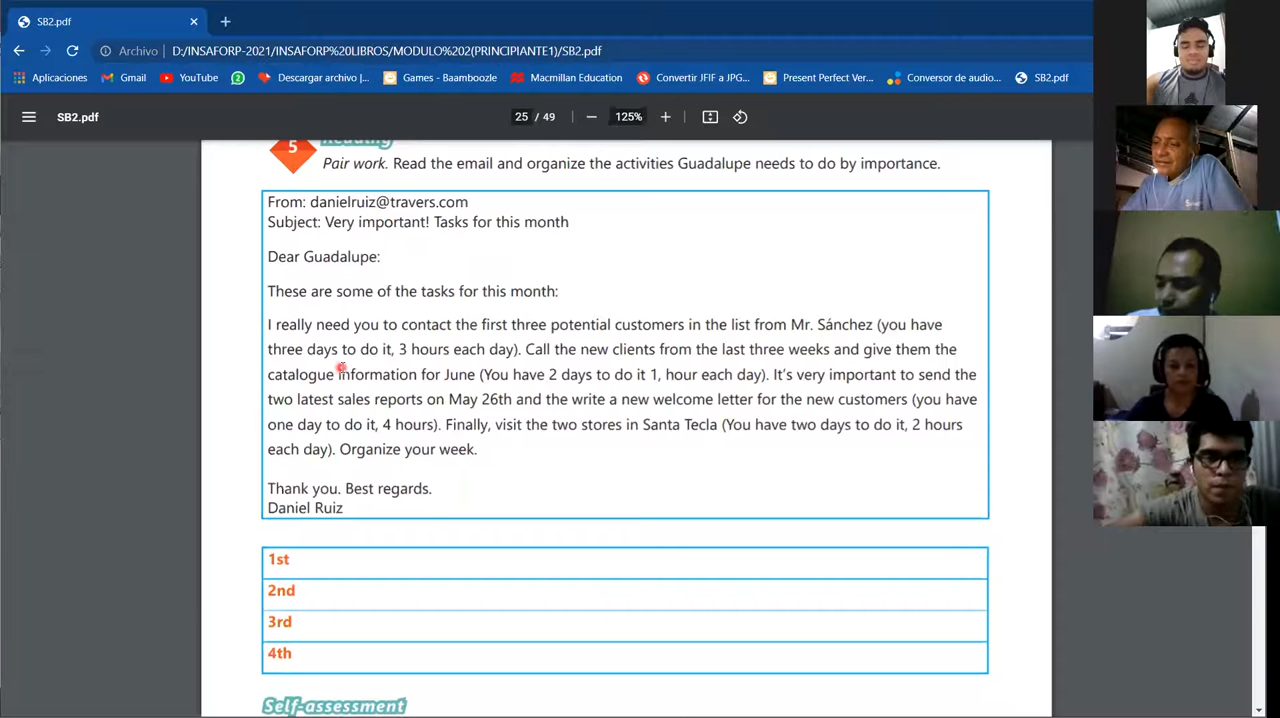 SB2.pdf
Archivo | D:/INSAFORP-2021/INSAFORP%20LIBROS/MODULO%202(PRINCIPIANTE1)/SB2.pdf
Aplicaciones Gmail YouTube 2 Descargar archivo |... Games - Baamboozle Macmillan Education Convertir JFIF a JPG... Present Perfect Ver... Conversor de audio... SB2.pdf
SB2.pdf 25 / 49 125%
5 Reading
Pair work. Read the email and organize the activities Guadalupe needs to do by importance.
From: danielruiz@travers.com
Subject: Very important! Tasks for this month
Dear Guadalupe:
These are some of the tasks for this month:
I really need you to contact the first three potential customers in the list from Mr. Sánchez (you have
three days to do it, 3 hours each day). Call the new clients from the last three weeks and give them the
catalogue information for June (You have 2 days to do it 1, hour each day). It's very important to send the
two latest sales reports on May 26th and the write a new welcome letter for the new customers (you have
one day to do it, 4 hours). Finally, visit the two stores in Santa Tecla (You have two days to do it, 2 hours
each day). Organize your week.
Thank you. Best regards.
Daniel Ruiz
1st
2nd
3rd
4th
Self-assessment